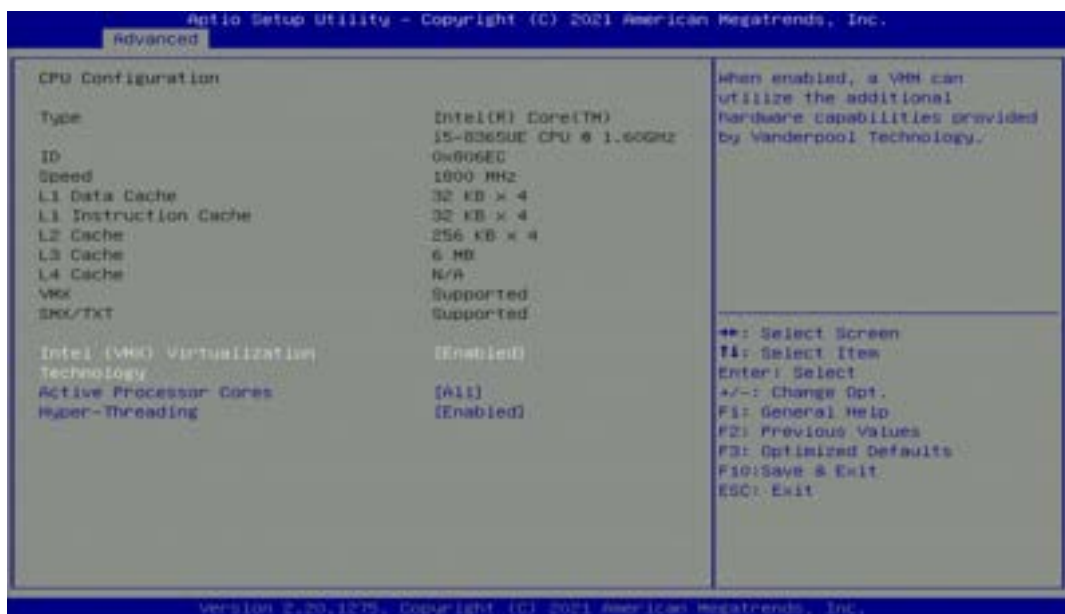 Aptio Setup Utility – Copyright (C) 2021 American Megatrends, Inc.
Advanced
CPU Configuration
Type Intel(R) Core(TM)
i5-8365UE CPU @ 1.60GHz
ID 0x806EC
Speed 1800 MHz
L1 Data Cache 32 KB x 4
L1 Instruction Cache 32 KB x 4
L2 Cache 256 KB x 4
L3 Cache 6 MB
L4 Cache N/A
VMX Supported
SMX/TXT Supported
Intel (VMX) Virtualization [Enabled]
Technology
Active Processor Cores [All]
Hyper-Threading [Enabled]
When enabled, a VMM can
utilize the additional
hardware capabilities provided
by Vanderpool Technology.
→←: Select Screen
↑↓: Select Item
Enter: Select
+/-: Change Opt.
F1: General Help
F2: Previous Values
F3: Optimized Defaults
F10:Save & Exit
ESC: Exit
Version 2.20.1275. Copyright (C) 2021 American Megatrends, Inc.